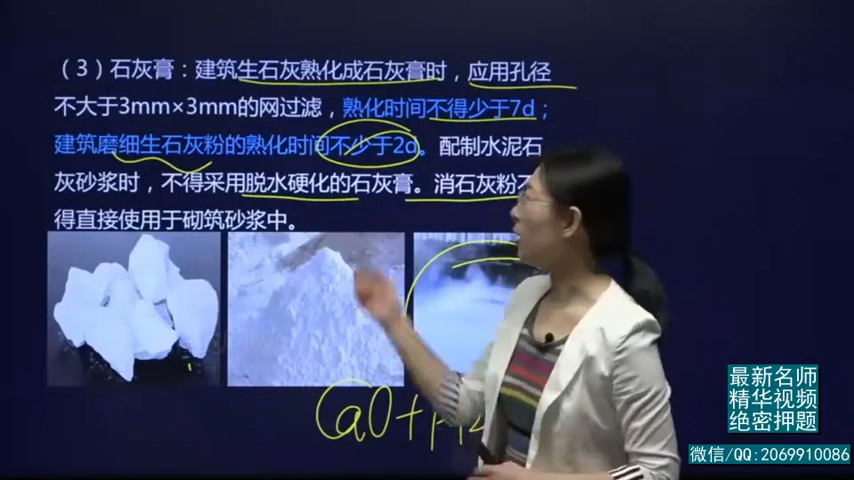 （3）石灰膏：建筑生石灰熟化成石灰膏时，应用孔径
不大于3mm×3mm的网过滤，熟化时间不得少于7d；
建筑磨细生石灰粉的熟化时间不少于2d。配制水泥石
灰砂浆时，不得采用脱水硬化的石灰膏。消石灰粉不
得直接使用于砌筑砂浆中。
CaO+H2
最新名师
精华视频
绝密押题
微信/QQ:2069910086